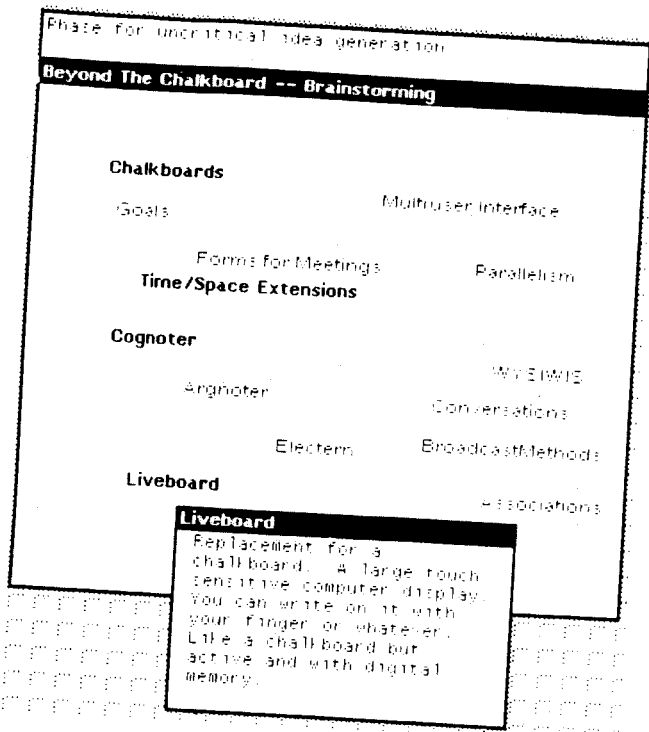 Phase for uncritical idea generation
Beyond The Chalkboard -- Brainstorming
Chalkboards
Goals
Multiuser Interface
Forms for Meetings
Parallelism
Time/Space Extensions
Cognoter
WYSIWIS
Argnoter
Conversations
Electern
BroadcastMethods
Liveboard
Associations
Liveboard
Replacement for a
chalkboard. A large touch
sensitive computer display.
You can write on it with
your finger or whatever.
Like a chalkboard but
active and with digital
memory.